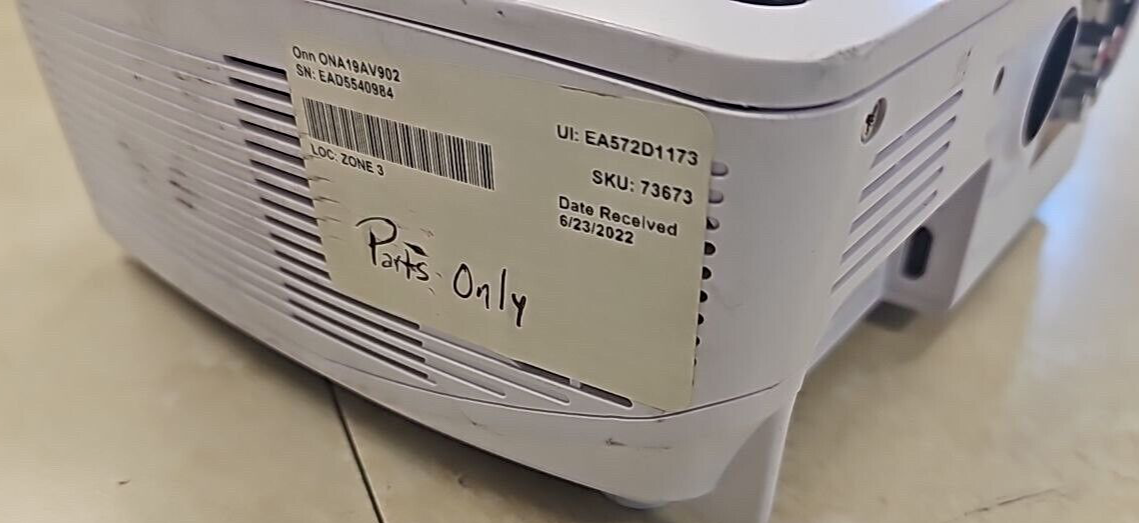 Onn ONA19AV902
SN: EAD5540984
LOC: ZONE 3
UI: EA572D1173
SKU: 73673
Date Received
6/23/2022
Parts Only